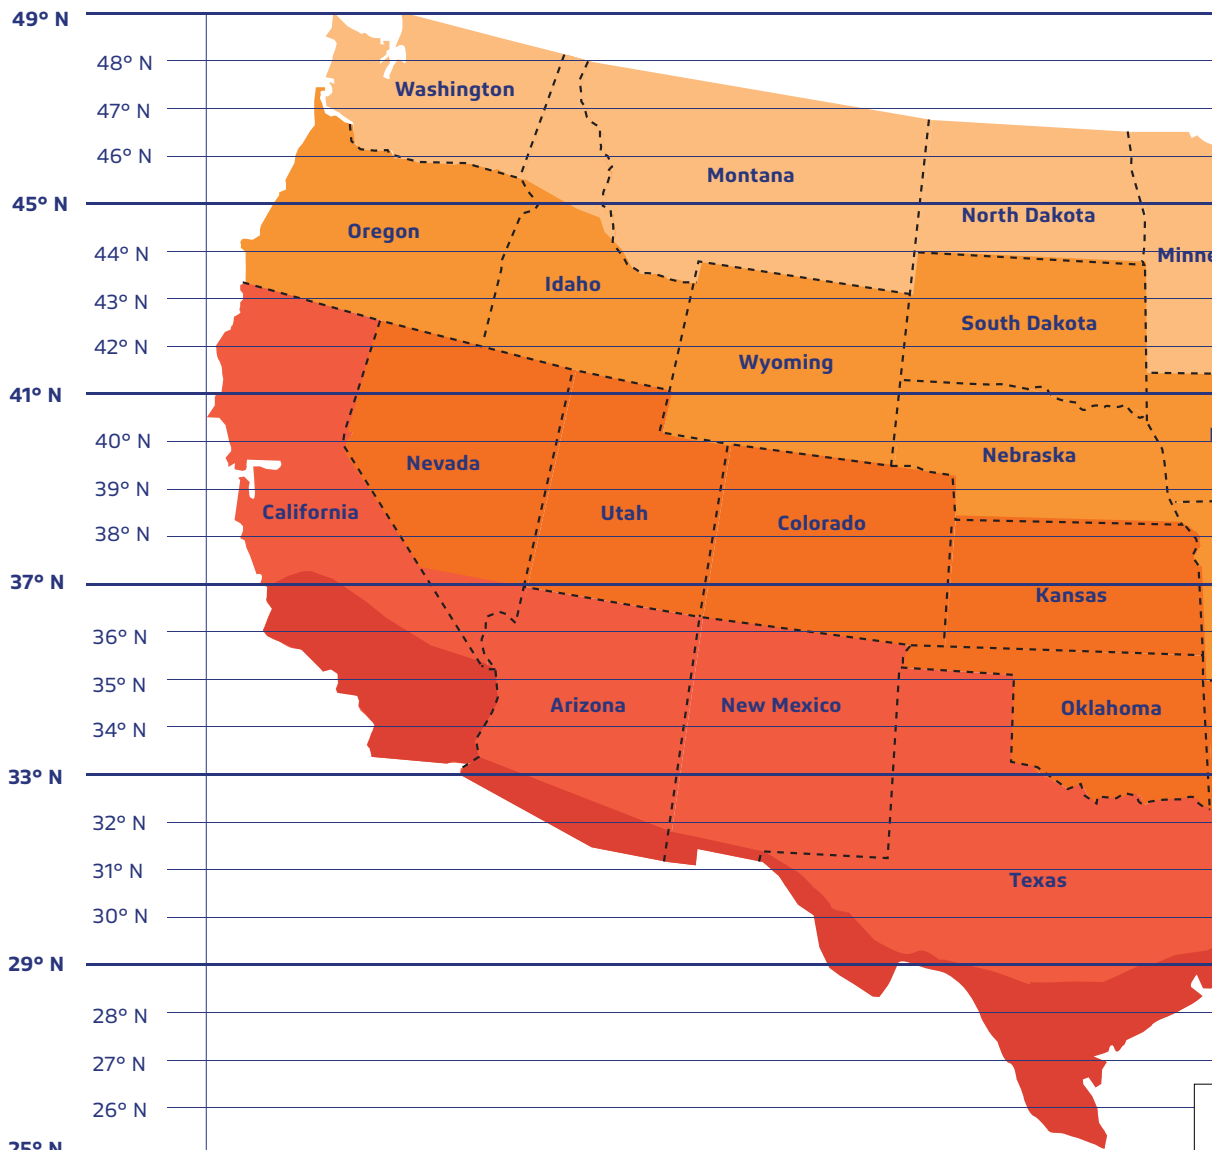 49° N
48° N
Washington
47° N
46° N
Montana
45° N
North Dakota
Oregon
44° N
Minne
Idaho
43° N
South Dakota
42° N
Wyoming
41° N
40° N
Nebraska
Nevada
39° N
California
Utah
Colorado
38° N
37° N
Kansas
36° N
35° N
Arizona
New Mexico
Oklahoma
34° N
33° N
32° N
31° N
Texas
30° N
29° N
28° N
27° N
26° N
25° N